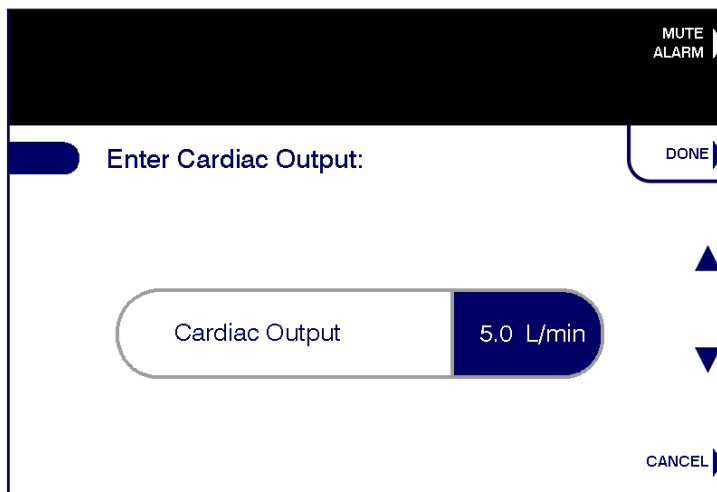 MUTE
ALARM
Enter Cardiac Output:
DONE
Cardiac Output
5.0 L/min
CANCEL